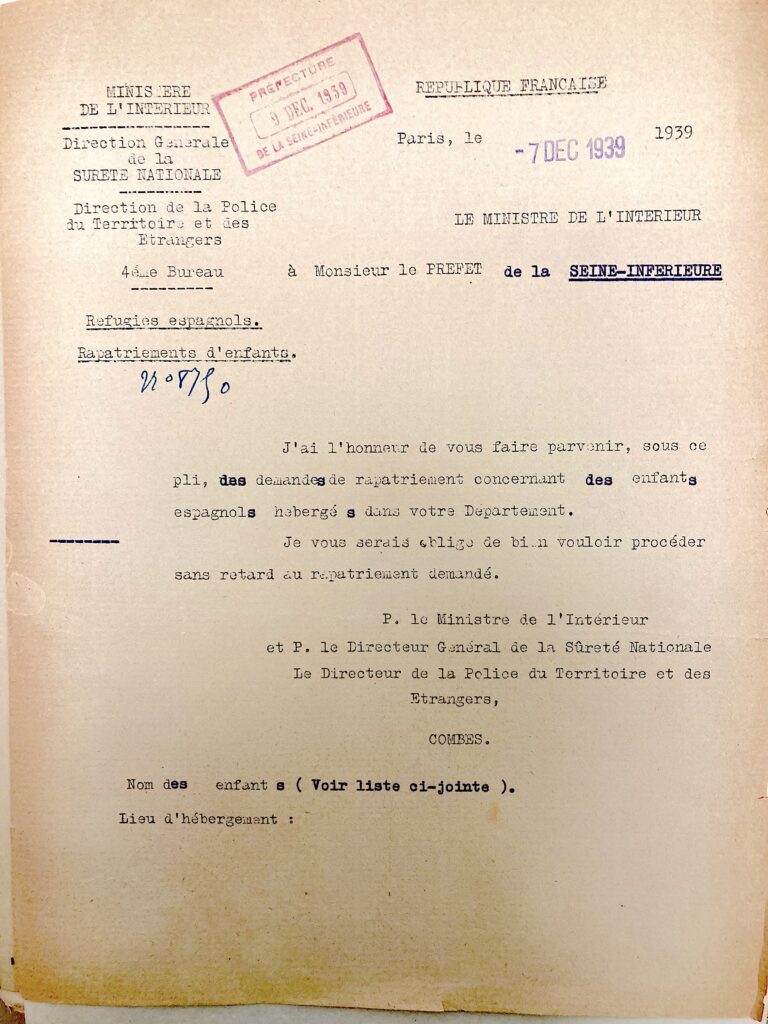 MINISTERE
DE L'INTERIEUR
Direction Generale
de la
SURETE NATIONALE
Direction de la Police
du Territoire et des
Etrangers
4éme Bureau
Refugies espagnols.
Rapatriements d'enfants.
n° 8750
PRÉFECTURE
9 DEC. 1939
DE LA SEINE-INFÉRIEURE
REPUBLIQUE FRANCAISE
Paris, le -7 DEC 1939 1939
LE MINISTRE DE L'INTERIEUR
à Monsieur le PREFET de la SEINE-INFERIEURE
J'ai l'honneur de vous faire parvenir, sous ce
pli, des demandes de rapatriement concernant des enfants
espagnols hebergé s dans votre Département.
Je vous serais obligé de bien vouloir procéder
sans retard au rapatriement demandé.
P. le Ministre de l'Intérieur
et P. le Directeur Général de la Sûreté Nationale
Le Directeur de la Police du Territoire et des
Etrangers,
COMBES.
Nom des enfant s ( Voir liste ci-jointe ).
Lieu d'hébergement :